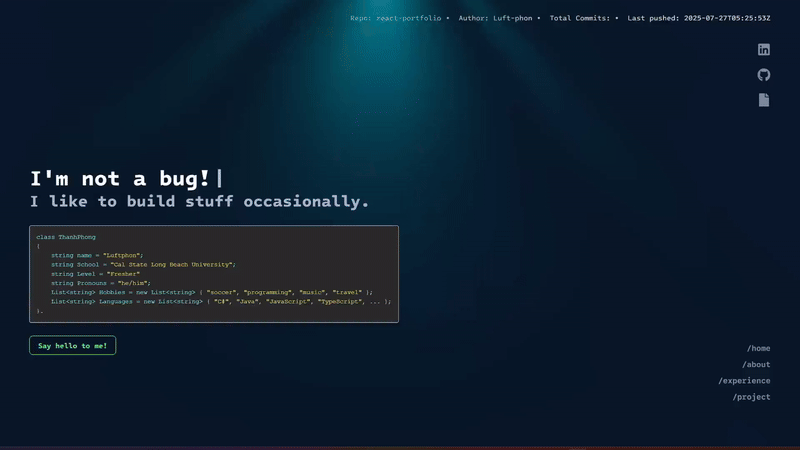 Repo: react-portfolio • Author: Luft-phon • Total Commits: • Last pushed: 2025-07-27T05:25:53Z
I'm not a bug!|
I like to build stuff occasionally.
class ThanhPhong
{
string name = "Luftphon";
string School = "Cal State Long Beach University";
string Level = "Fresher"
string Pronouns = "he/him";
List<string> Hobbies = new List<string> { "soccer", "programming", "music", "travel" };
List<string> Languages = new List<string> { "C#", "Java", "JavaScript", "TypeScript", ... };
}.
Say hello to me!
/home
/about
/experience
/project